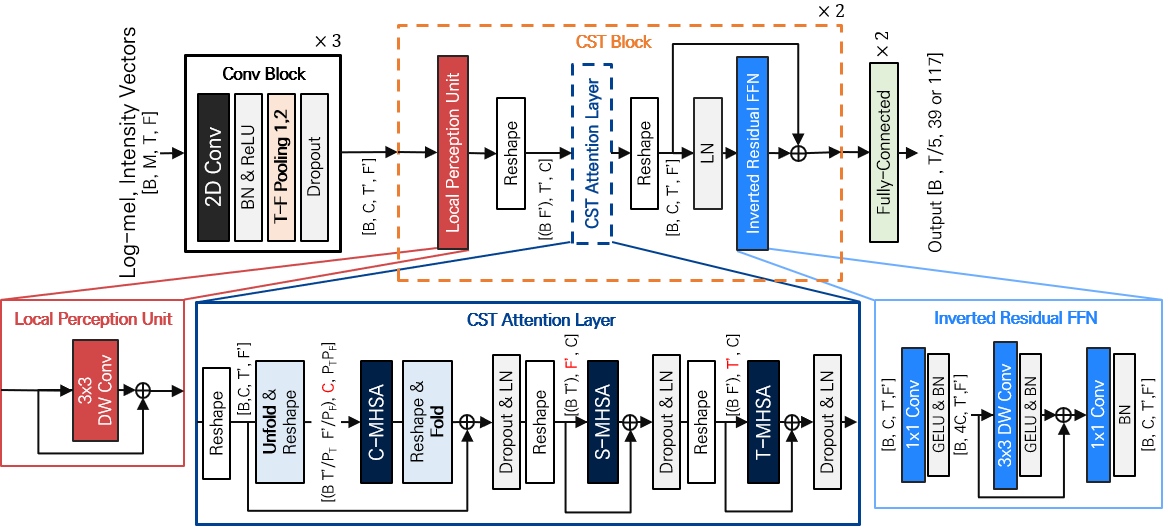 Log-mel, Intensity Vectors
[B, M, T, F]
× 3
Conv Block
2D Conv
BN & ReLU
T-F Pooling 1,2
Dropout
[B, C, T', F']
× 2
CST Block
Local Perception Unit
Reshape
[(B F'), T', C]
CST Attention Layer
Reshape
[B, C, T', F']
LN
Inverted Residual FFN
× 2
Fully-Connected
Output [B , T/5, 39 or 117]
Local Perception Unit
3x3
DW Conv
CST Attention Layer
Reshape
[B,C, T', F']
Unfold &
Reshape
[(B T'/PT F'/PF), C, PTPF]
C-MHSA
Reshape &
Fold
Dropout & LN
Reshape
[(B T'), F', C]
S-MHSA
Dropout & LN
Reshape
[(B F'), T', C]
T-MHSA
Dropout & LN
Inverted Residual FFN
[B, C, T',F']
1x1 Conv
GELU & BN
[B, 4C, T',F']
3x3 DW Conv
GELU & BN
1x1 Conv
BN
[B, C, T',F']